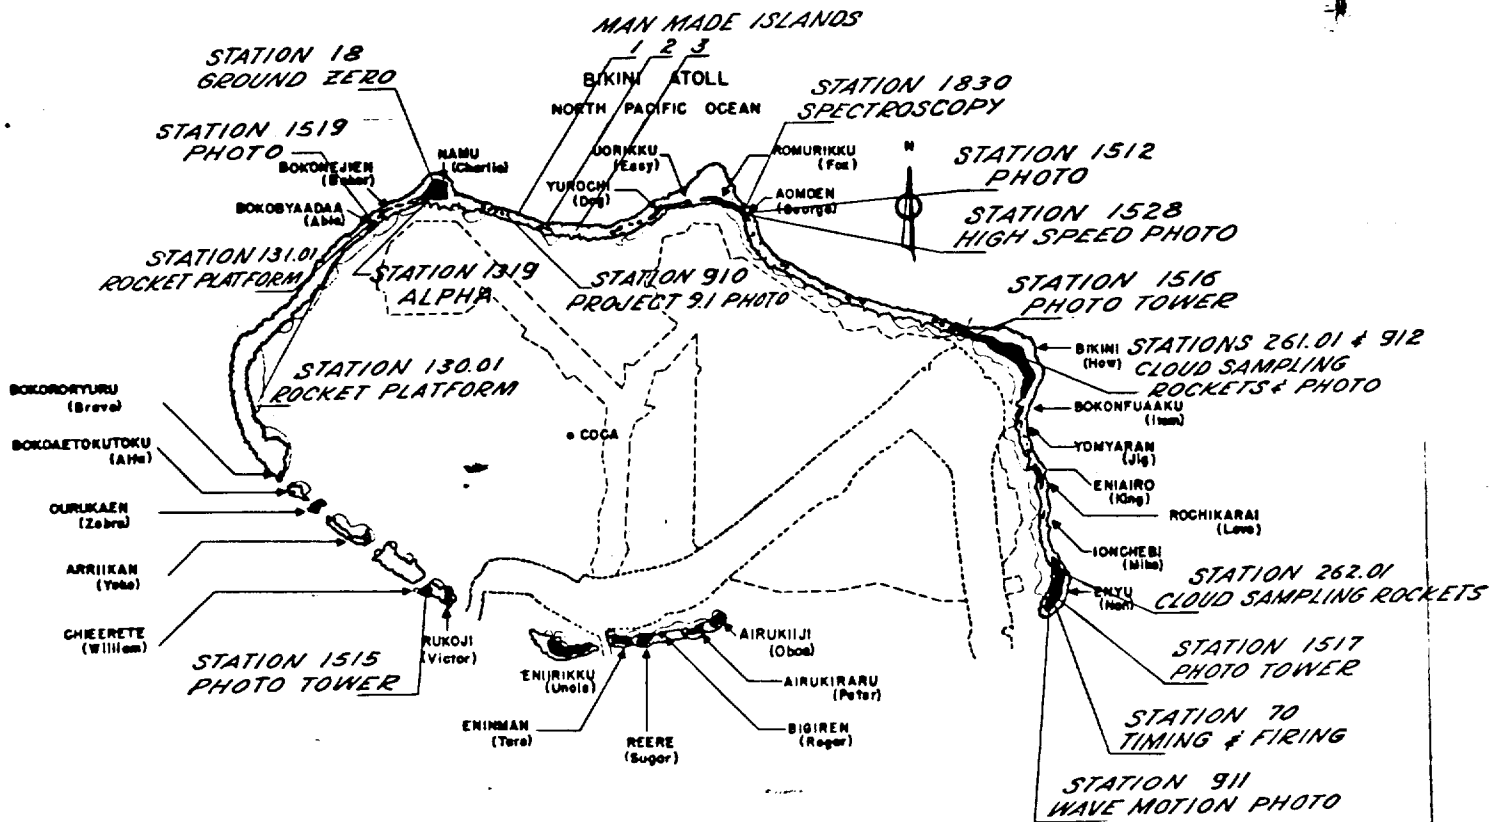 MAN MADE ISLANDS
1 2 3
BIKINI ATOLL
NORTH PACIFIC OCEAN
STATION 18
GROUND ZERO
STATION 1830
SPECTROSCOPY
STATION 1519
PHOTO
BOKONEJIEN
(Baker)
NAMU
(Charlie)
UORIKKU
(Easy)
ROMURIKKU
(Fox)
N
STATION 1512
PHOTO
YUROCHI
(Dog)
AOMOEN
(George)
BOKOBYAADAA
(Able)
STATION 1528
HIGH SPEED PHOTO
STATION 131.01
ROCKET PLATFORM
STATION 1319
ALPHA
STATION 910
PROJECT 9.1 PHOTO
STATION 1516
PHOTO TOWER
BIKINI
(How)
STATIONS 261.01 & 912
CLOUD SAMPLING
ROCKETS & PHOTO
STATION 130.01
ROCKET PLATFORM
BOKORORYURU
(Bravo)
BOKONFUAAKU
(Item)
COCA
BOKOAETOKUTOKU
(Alfa)
YOMYARAN
(Jig)
ENIAIRO
(King)
OURUKAEN
(Zebra)
ROCHIKARAI
(Love)
IONCHEBI
(Mike)
ARRIIKAN
(Yoke)
STATION 262.01
CLOUD SAMPLING ROCKETS
ENYU
(Nan)
CHIEERETE
(William)
RUKOJI
(Victor)
AIRUKIIJI
(Oboe)
STATION 1515
PHOTO TOWER
STATION 1517
PHOTO TOWER
ENIIRIKKU
(Uncle)
AIRUKIRARU
(Peter)
ENINMAN
(Tare)
REERE
(Sugar)
BIGIREN
(Roger)
STATION 70
TIMING & FIRING
STATION 911
WAVE MOTION PHOTO